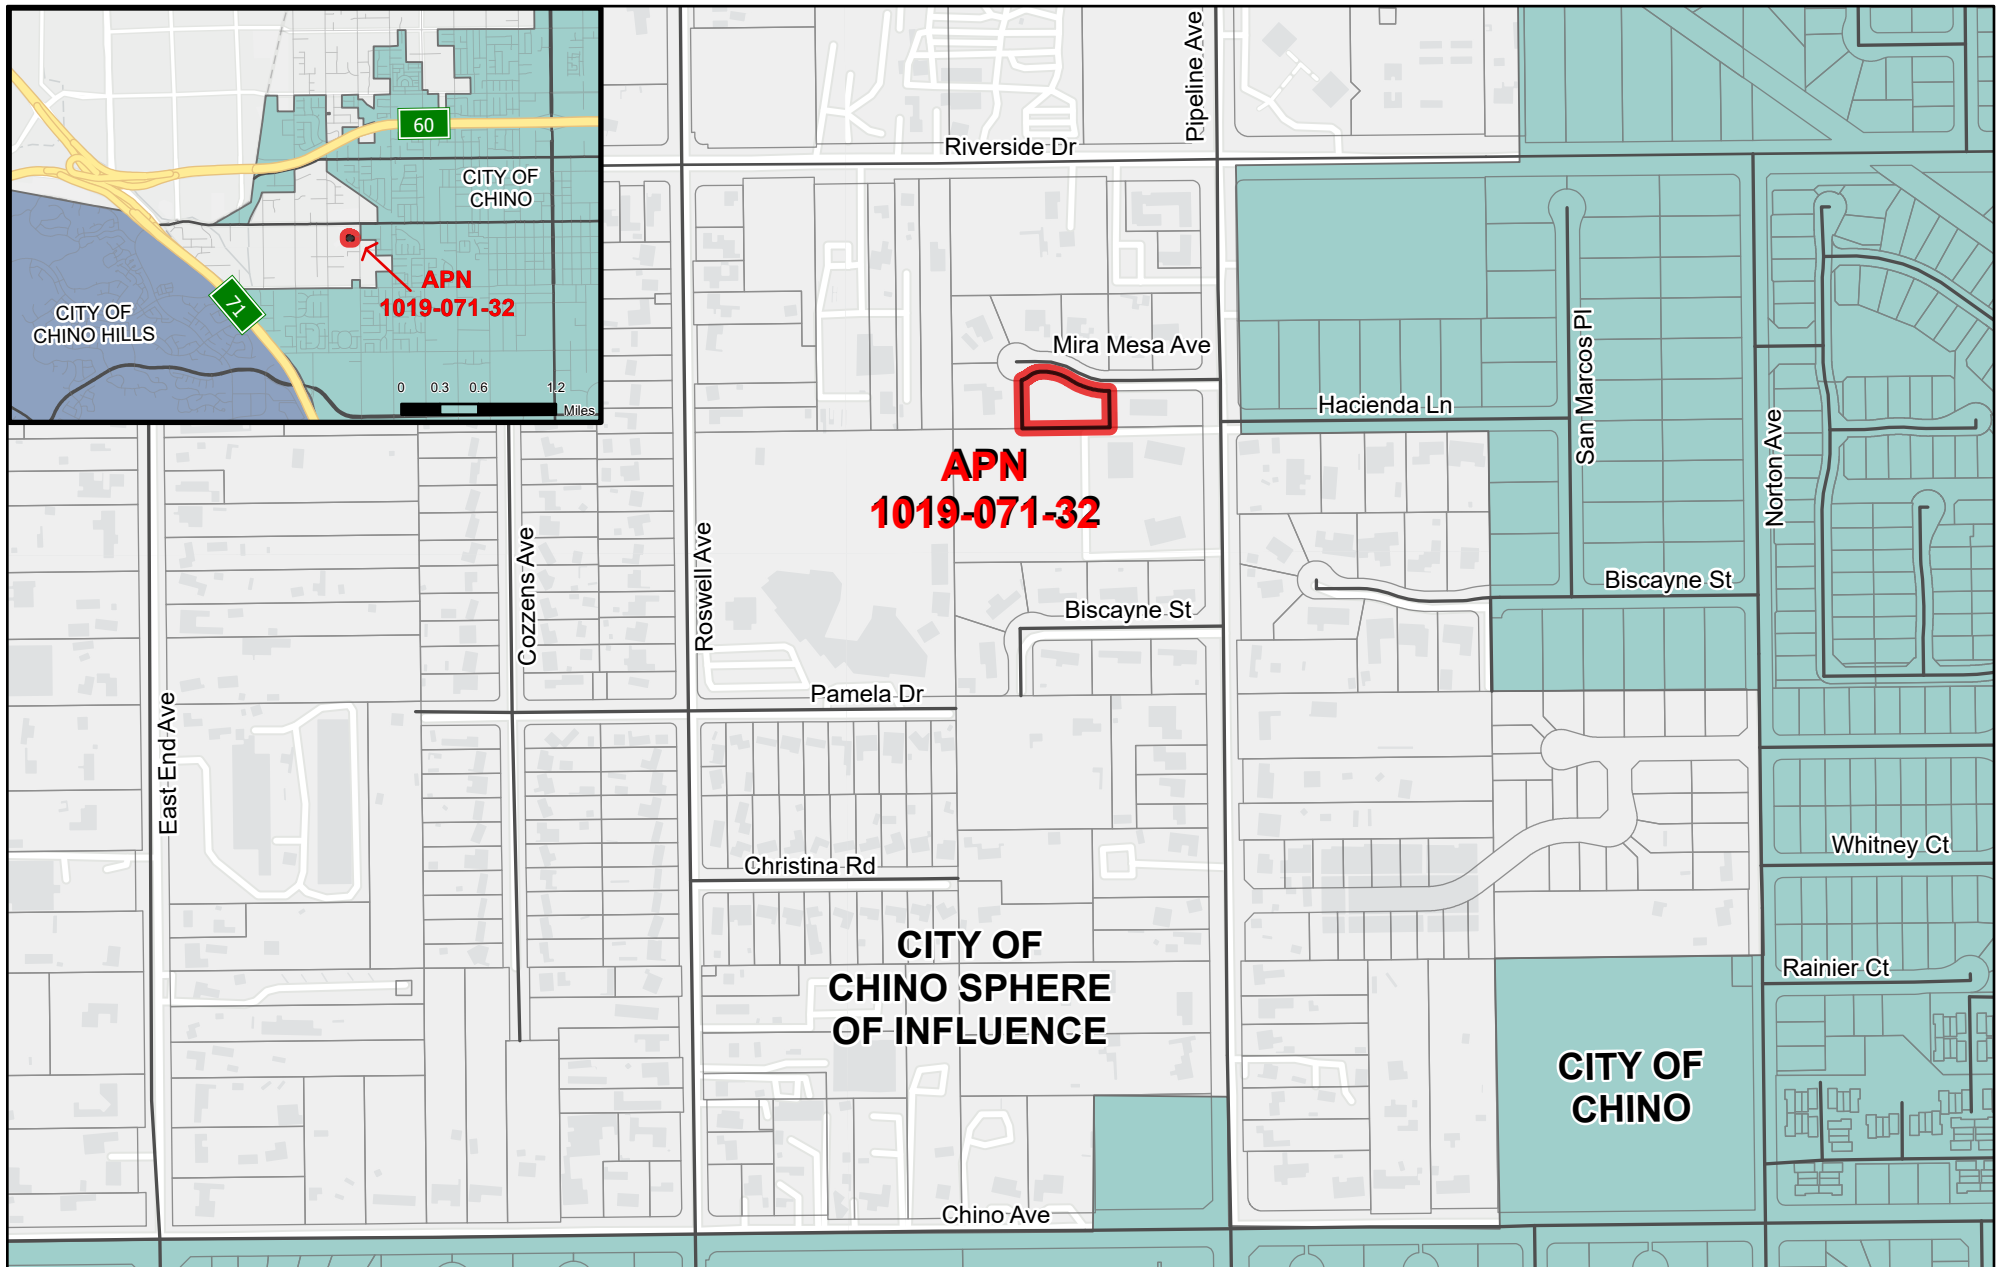 60
CITY OF
CHINO
APN
1019-071-32
71
CITY OF
CHINO HILLS
0 0.3 0.6 1.2
Miles
Pipeline Ave
Riverside Dr
Mira Mesa Ave
Hacienda Ln
San Marcos Pl
Norton Ave
APN
1019-071-32
Cozzens Ave
Roswell Ave
Biscayne St
Biscayne St
Pamela Dr
East End Ave
Whitney Ct
Christina Rd
CITY OF
CHINO SPHERE
OF INFLUENCE
Rainier Ct
CITY OF
CHINO
Chino Ave